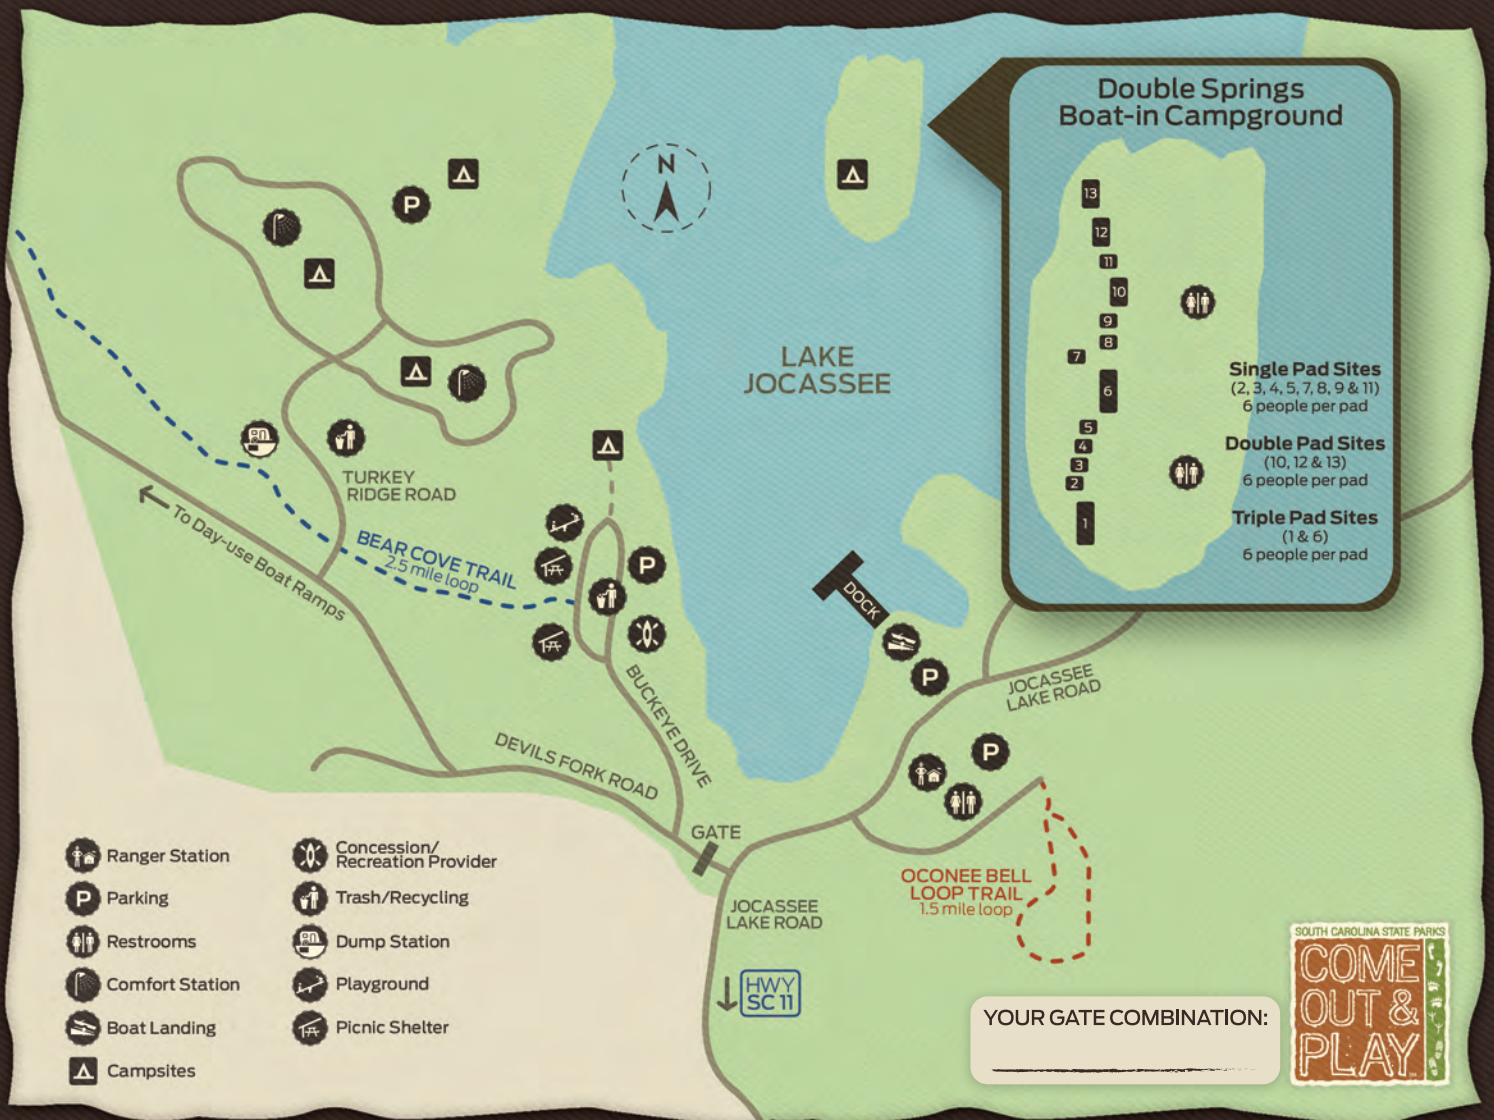 Double Springs
Boat-in Campground
N
P
13
12
11
10
9
8
7
6
5
4
3
2
1
Single Pad Sites
(2, 3, 4, 5, 7, 8, 9 & 11)
6 people per pad
Double Pad Sites
(10, 12 & 13)
6 people per pad
Triple Pad Sites
(1 & 6)
6 people per pad
LAKE
JOCASSEE
TURKEY
RIDGE ROAD
To Day-use Boat Ramps
BEAR COVE TRAIL
2.5 mile loop
P
DOCK
P
BUCKEYE DRIVE
JOCASSEE
LAKE ROAD
DEVILS FORK ROAD
P
GATE
OCONEE BELL
LOOP TRAIL
1.5 mile loop
JOCASSEE
LAKE ROAD
HWY
SC 11
Ranger Station
P
Parking
Restrooms
Comfort Station
Boat Landing
Campsites
Concession/
Recreation Provider
Trash/Recycling
Dump Station
Playground
Picnic Shelter
YOUR GATE COMBINATION:
SOUTH CAROLINA STATE PARKS
COME
OUT &
PLAY